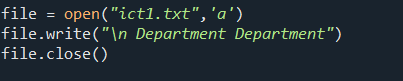 file = open("ict1.txt",'a')
file.write("\n Department Department")
file.close()